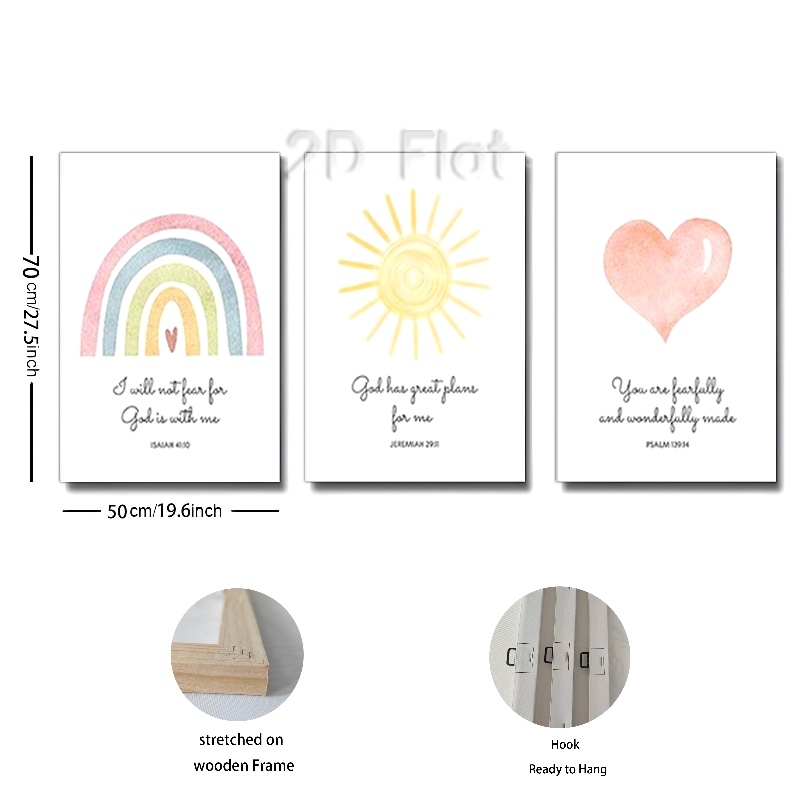 2D Flat
70 cm/27.5inch
I will not fear for
God is with me
ISAIAH 41:10
God has great plans
for me
JEREMIAH 29:11
You are fearfully
and wonderfully made
PSALM 139:14
50cm/19.6inch
stretched on
wooden Frame
Hook
Ready to Hang